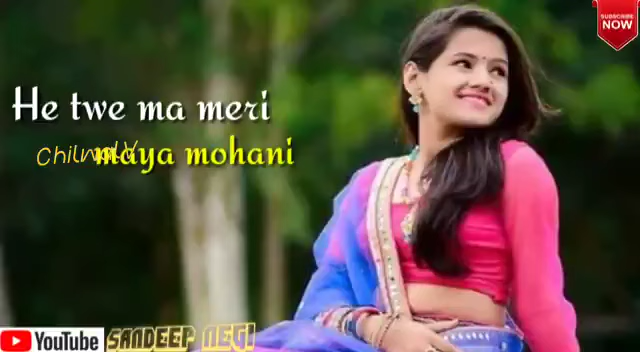 SUBSCRIBE
NOW
He twe ma meri
maya mohani
YouTube SANDEEP NEGI